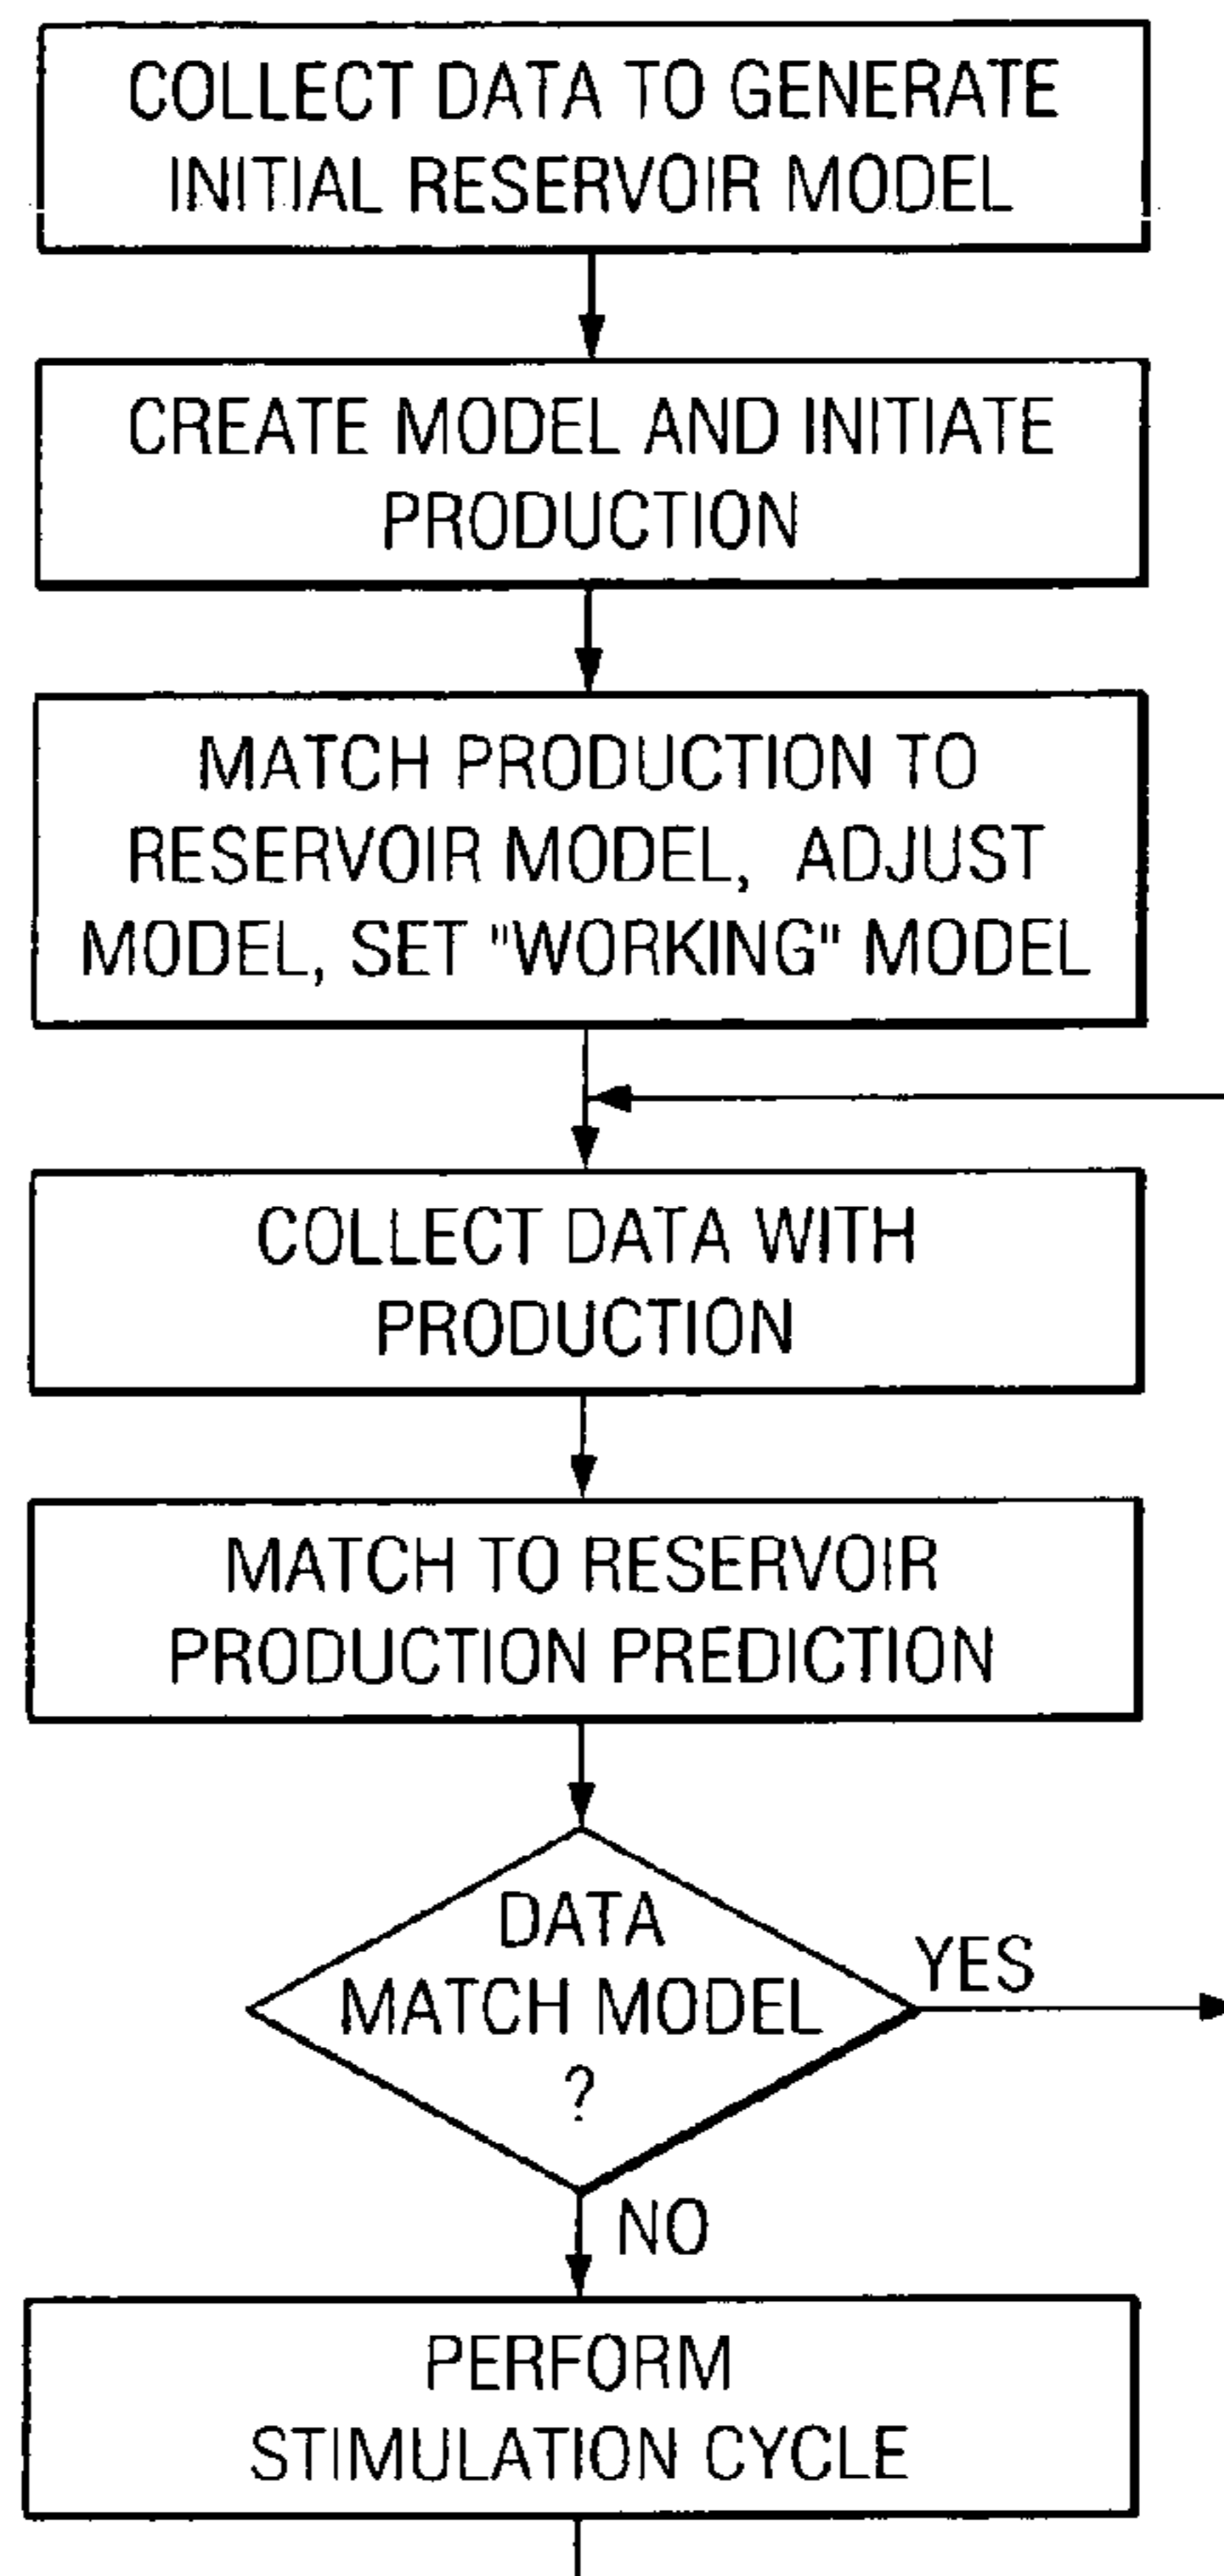 COLLECT DATA TO GENERATE
INITIAL RESERVOIR MODEL
CREATE MODEL AND INITIATE
PRODUCTION
MATCH PRODUCTION TO
RESERVOIR MODEL, ADJUST
MODEL, SET "WORKING" MODEL
COLLECT DATA WITH
PRODUCTION
MATCH TO RESERVOIR
PRODUCTION PREDICTION
DATA
MATCH MODEL
?
YES
NO
PERFORM
STIMULATION CYCLE